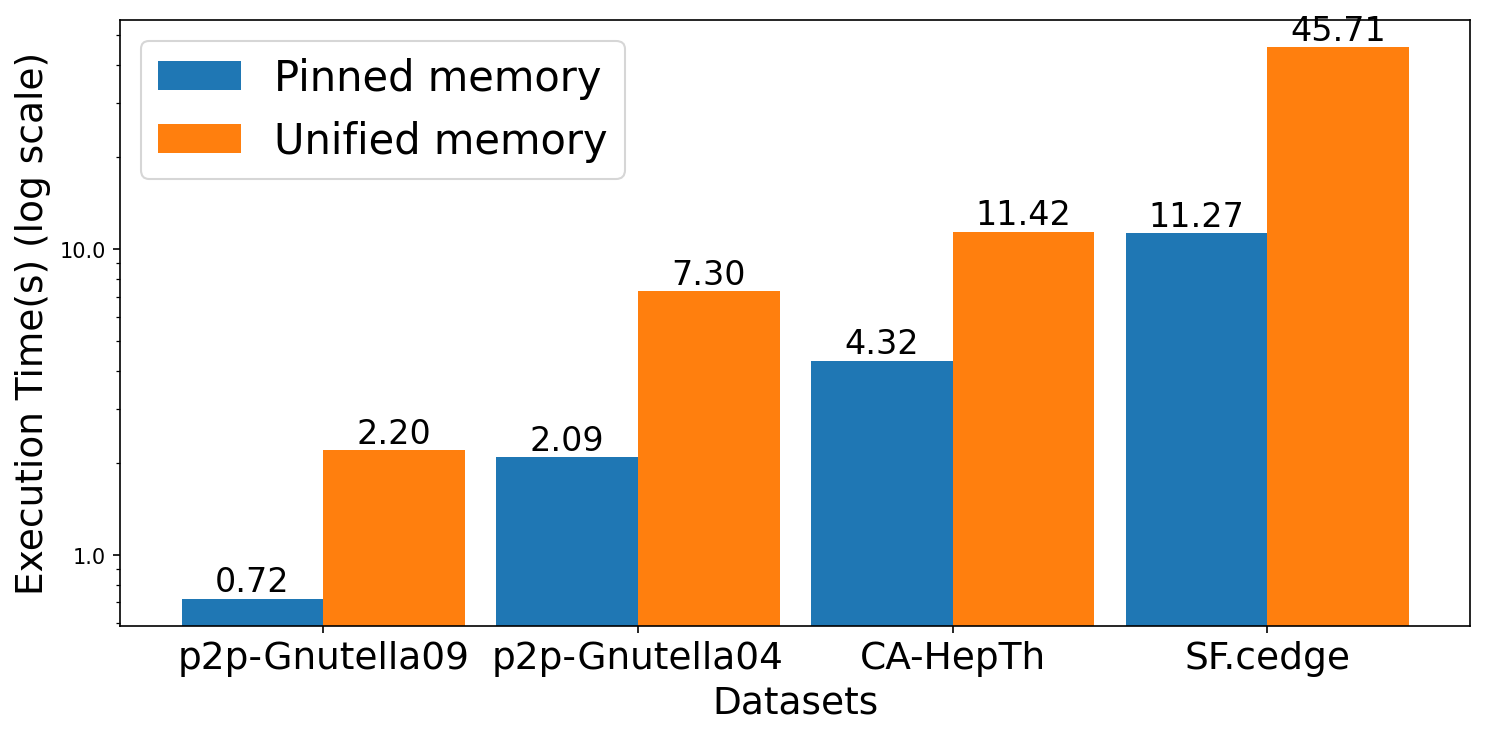 Pinned memory
Unified memory
Execution Time(s) (log scale)
10.0
1.0
0.72
2.20
2.09
7.30
4.32
11.42
11.27
45.71
p2p-Gnutella09
p2p-Gnutella04
CA-HepTh
SF.cedge
Datasets